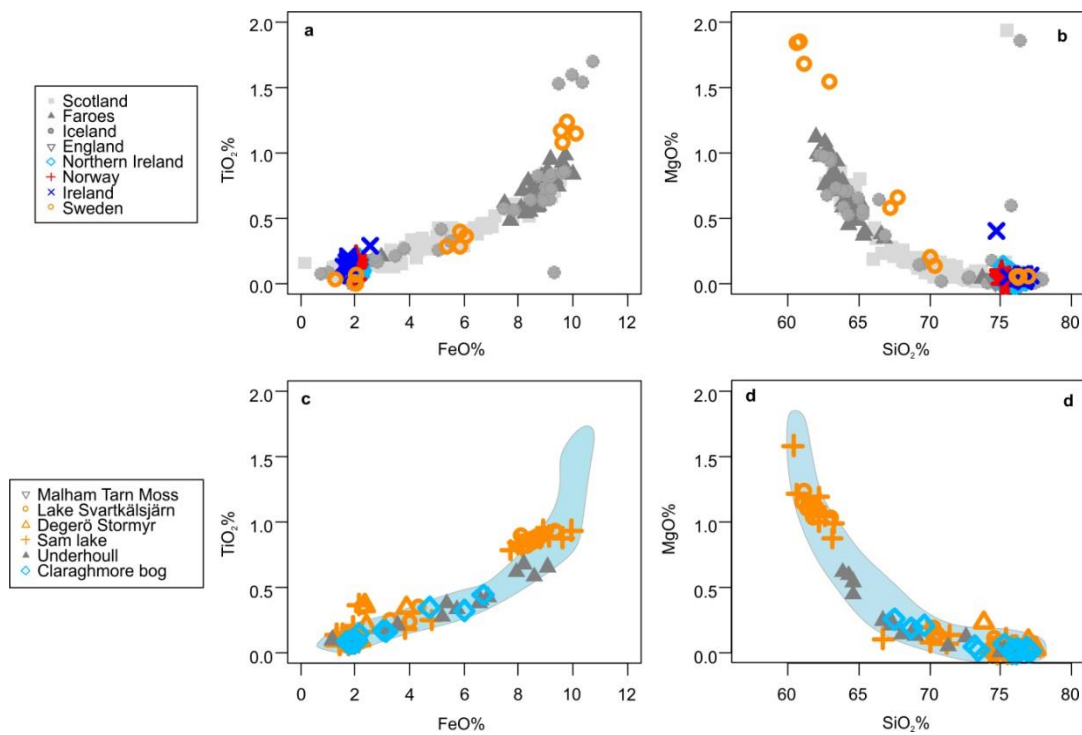 a
TiO2%
2.0
1.5
1.0
0.5
0.0
0 2 4 6 8 10 12
FeO%
b
MgO%
2.0
1.5
1.0
0.5
0.0
60 65 70 75 80
SiO2%
Scotland
Faroes
Iceland
England
Northern Ireland
Norway
Ireland
Sweden
c
TiO2%
2.0
1.5
1.0
0.5
0.0
0 2 4 6 8 10 12
FeO%
d d
MgO%
2.0
1.5
1.0
0.5
0.0
60 65 70 75 80
SiO2%
Malham Tarn Moss
Lake Svartkälsjärn
Degerö Stormyr
Sam lake
Underhoull
Claraghmore bog